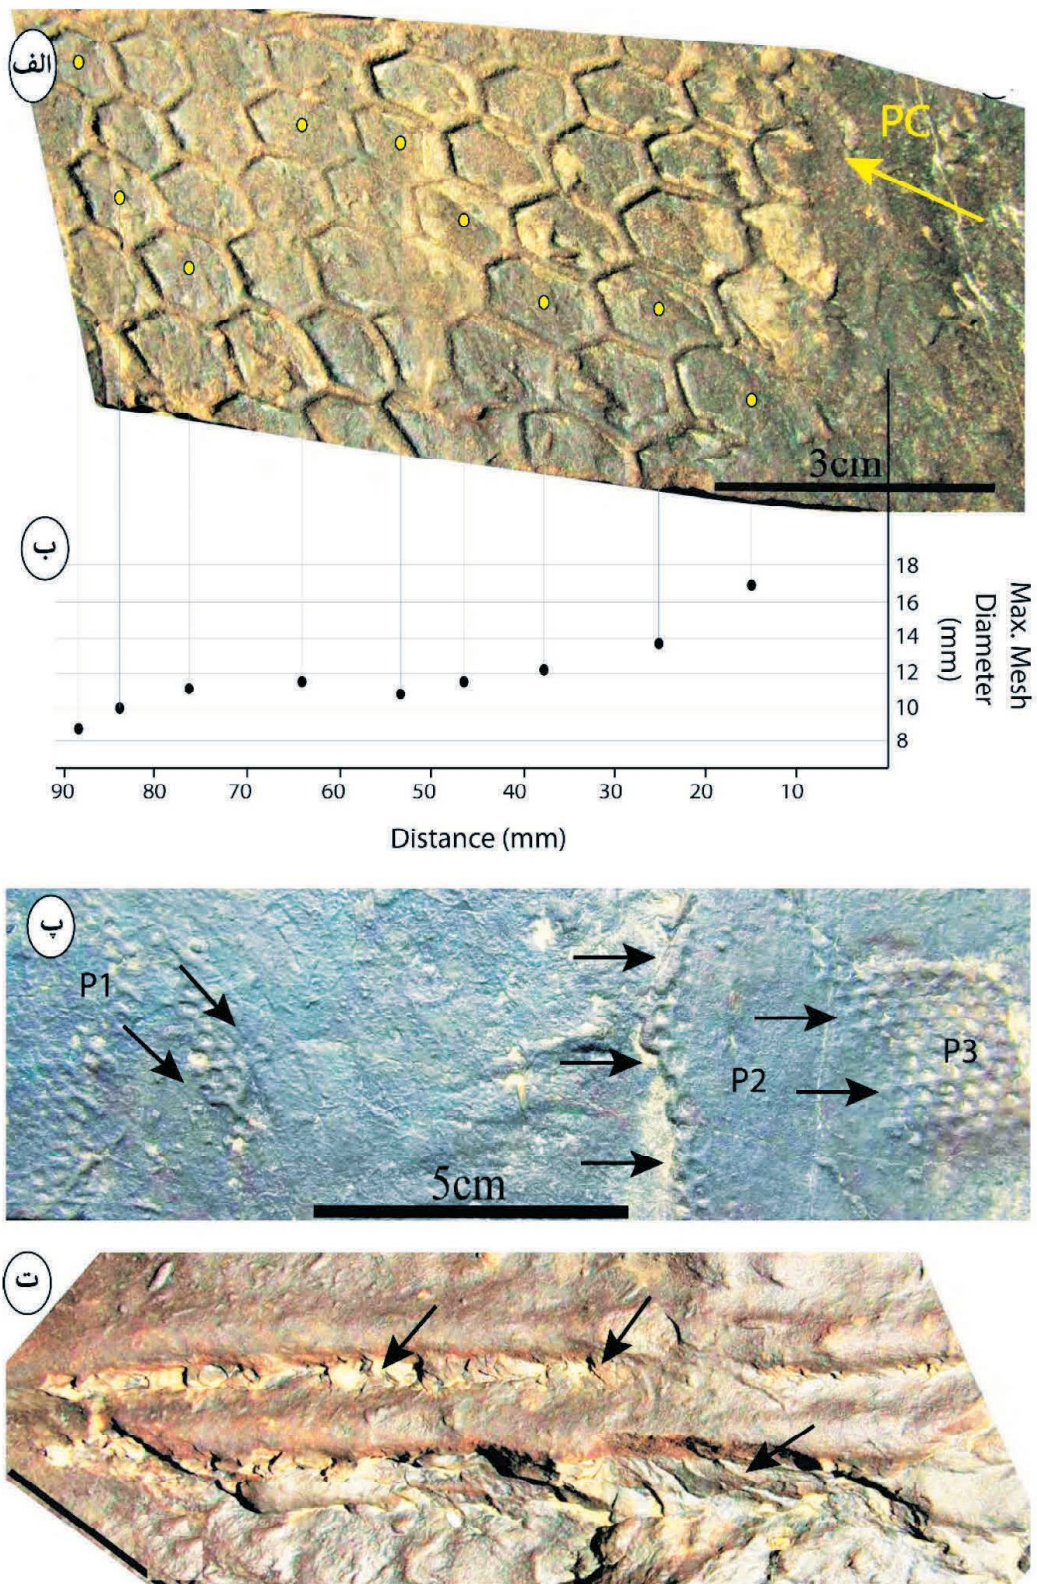 الف
PC
3cm
ب
18
16
14
12
10
8
Max. Mesh
Diameter
(mm)
90 80 70 60 50 40 30 20 10
Distance (mm)
پ
P1
P2
P3
5cm
ت